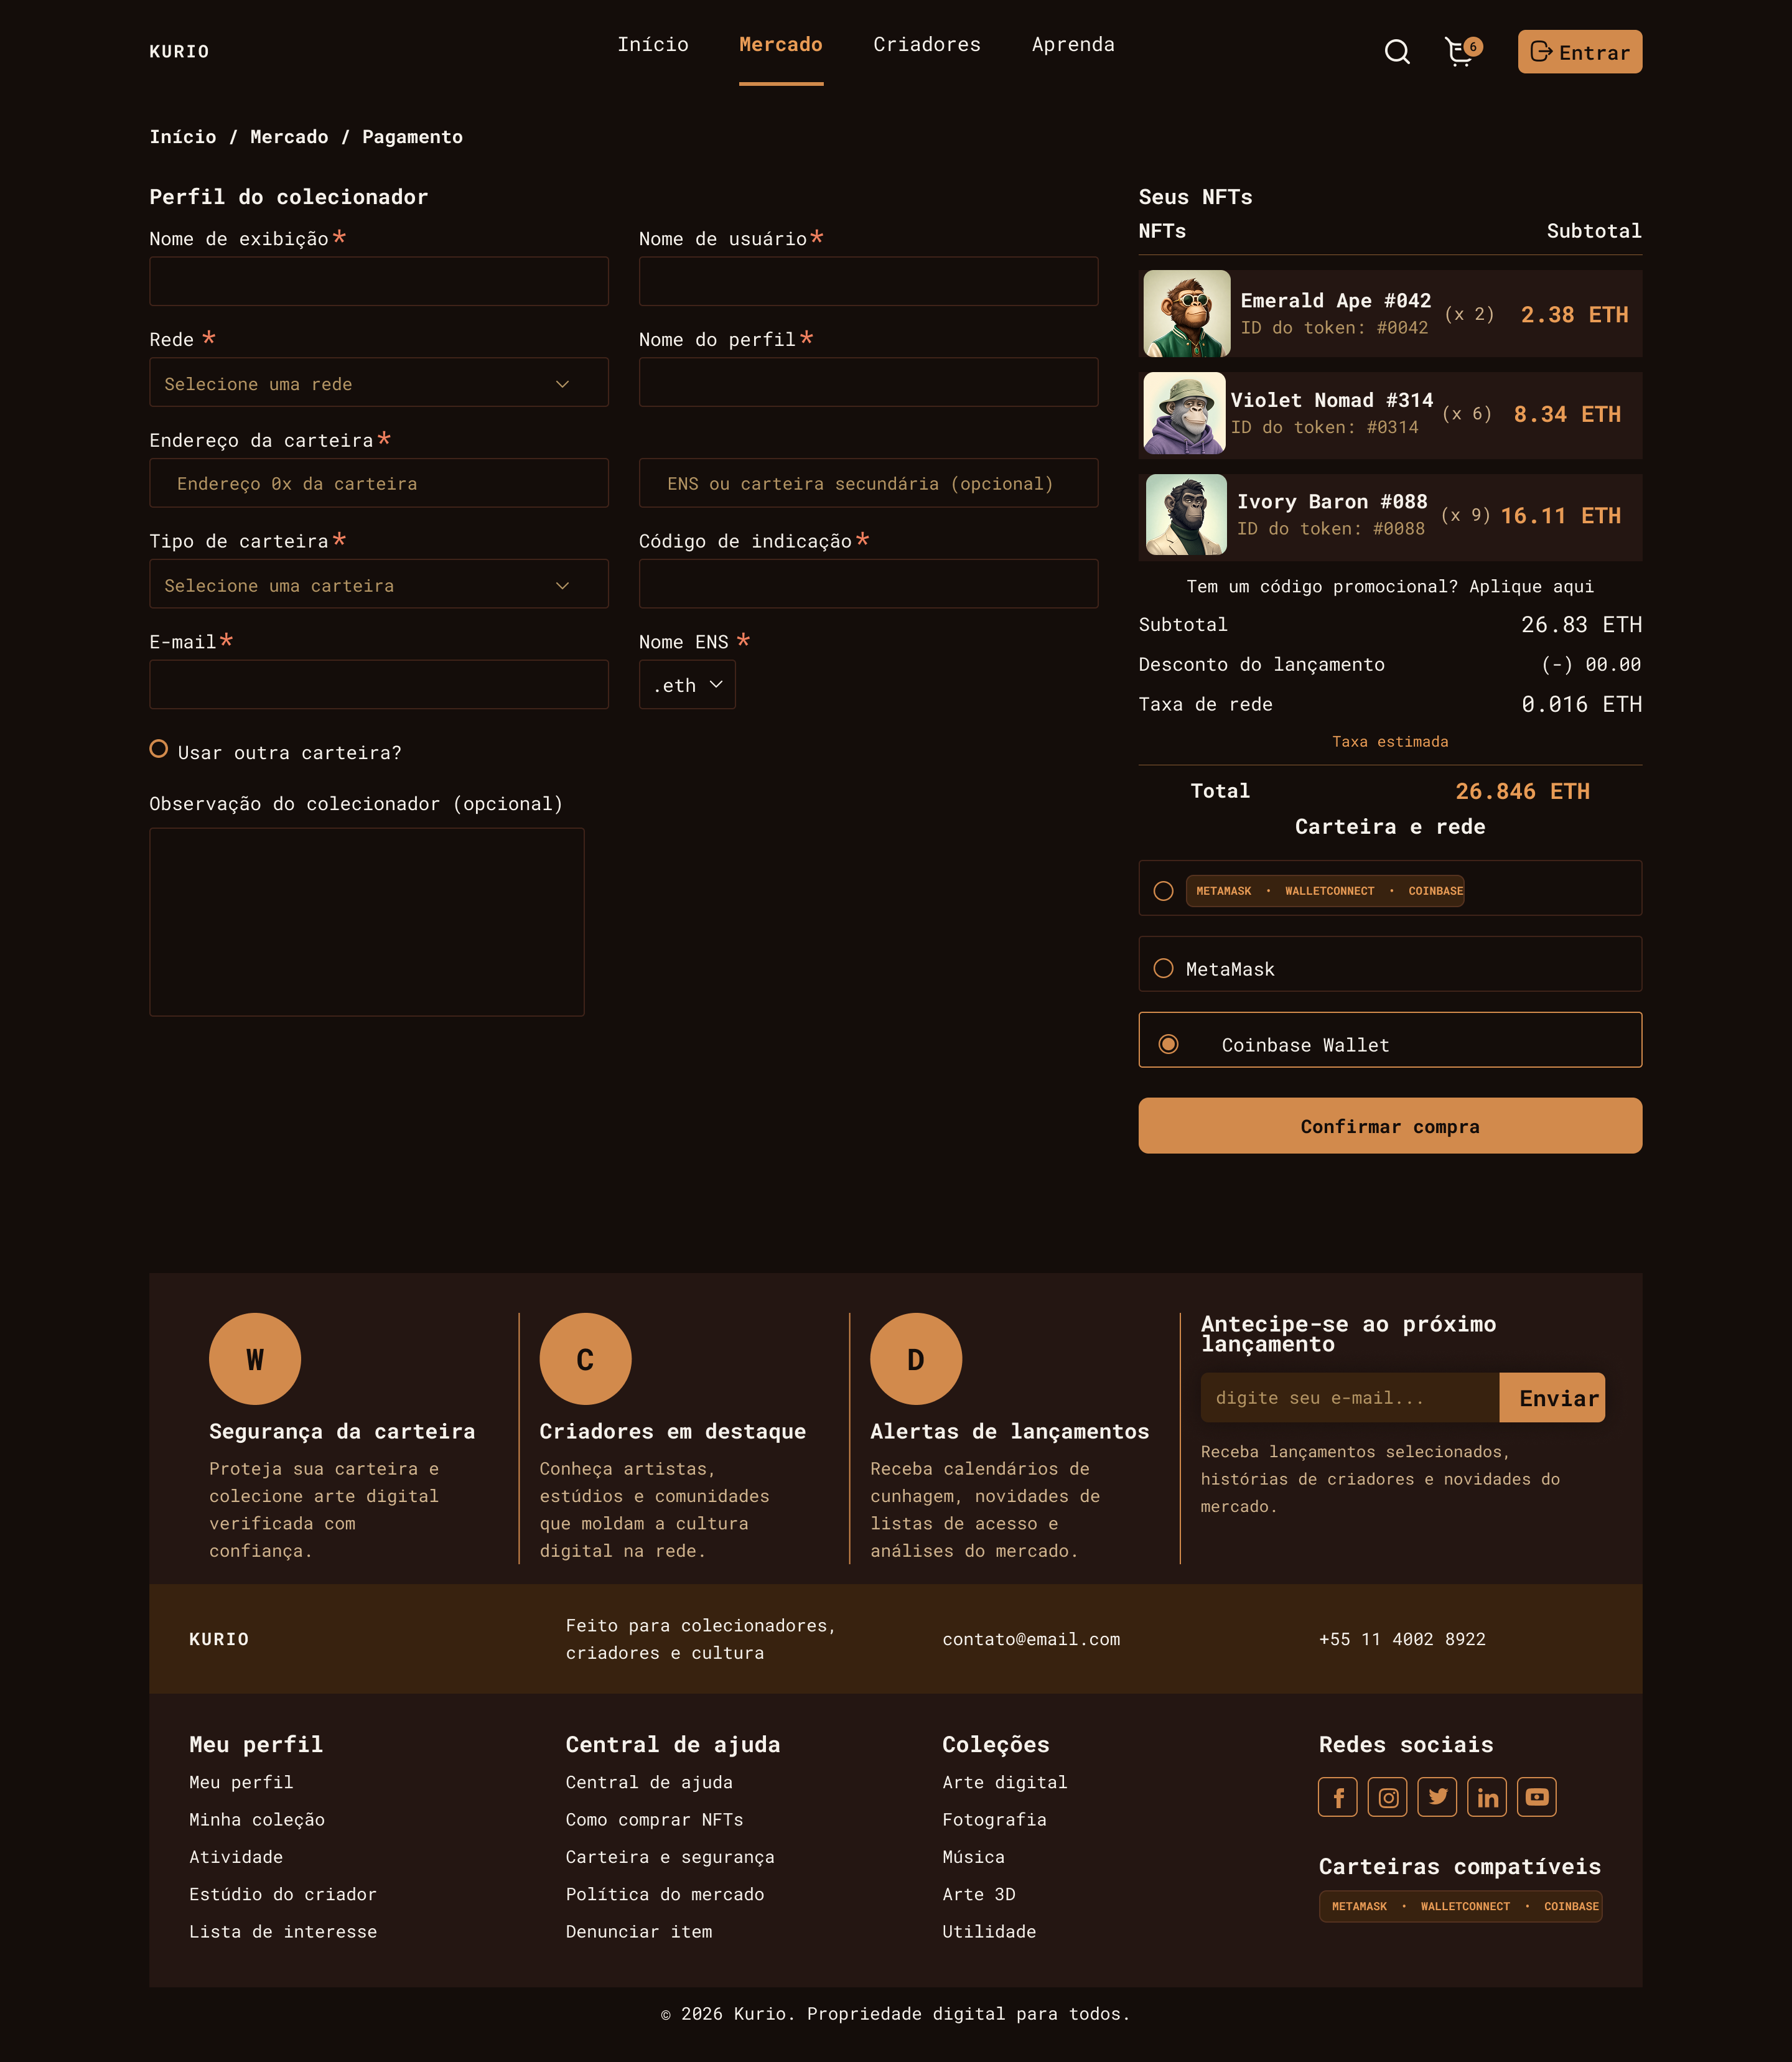 KURIO
Início
Mercado
Criadores
Aprenda
6
Entrar
Início / Mercado / Pagamento
Perfil do colecionador
Nome de exibição*
Nome de usuário*
Rede *
Selecione uma rede
Nome do perfil*
Endereço da carteira*
Endereço 0x da carteira
ENS ou carteira secundária (opcional)
Tipo de carteira*
Selecione uma carteira
Código de indicação*
E-mail*
Nome ENS *
.eth
Usar outra carteira?
Observação do colecionador (opcional)
Seus NFTs
NFTs
Subtotal
Emerald Ape #042
ID do token: #0042
(x 2)
2.38 ETH
Violet Nomad #314
ID do token: #0314
(x 6)
8.34 ETH
Ivory Baron #088
ID do token: #0088
(x 9)
16.11 ETH
Tem um código promocional? Aplique aqui
Subtotal
26.83 ETH
Desconto do lançamento
(-) 00.00
Taxa de rede
0.016 ETH
Taxa estimada
Total
26.846 ETH
Carteira e rede
METAMASK • WALLETCONNECT • COINBASE
MetaMask
Coinbase Wallet
Confirmar compra
W
Segurança da carteira
Proteja sua carteira e
colecione arte digital
verificada com
confiança.
C
Criadores em destaque
Conheça artistas,
estúdios e comunidades
que moldam a cultura
digital na rede.
D
Alertas de lançamentos
Receba calendários de
cunhagem, novidades de
listas de acesso e
análises do mercado.
Antecipe-se ao próximo
lançamento
digite seu e-mail...
Enviar
Receba lançamentos selecionados,
histórias de criadores e novidades do
mercado.
KURIO
Feito para colecionadores,
criadores e cultura
contato@email.com
+55 11 4002 8922
Meu perfil
Meu perfil
Minha coleção
Atividade
Estúdio do criador
Lista de interesse
Central de ajuda
Central de ajuda
Como comprar NFTs
Carteira e segurança
Política do mercado
Denunciar item
Coleções
Arte digital
Fotografia
Música
Arte 3D
Utilidade
Redes sociais
Carteiras compatíveis
METAMASK • WALLETCONNECT • COINBASE
© 2026 Kurio. Propriedade digital para todos.